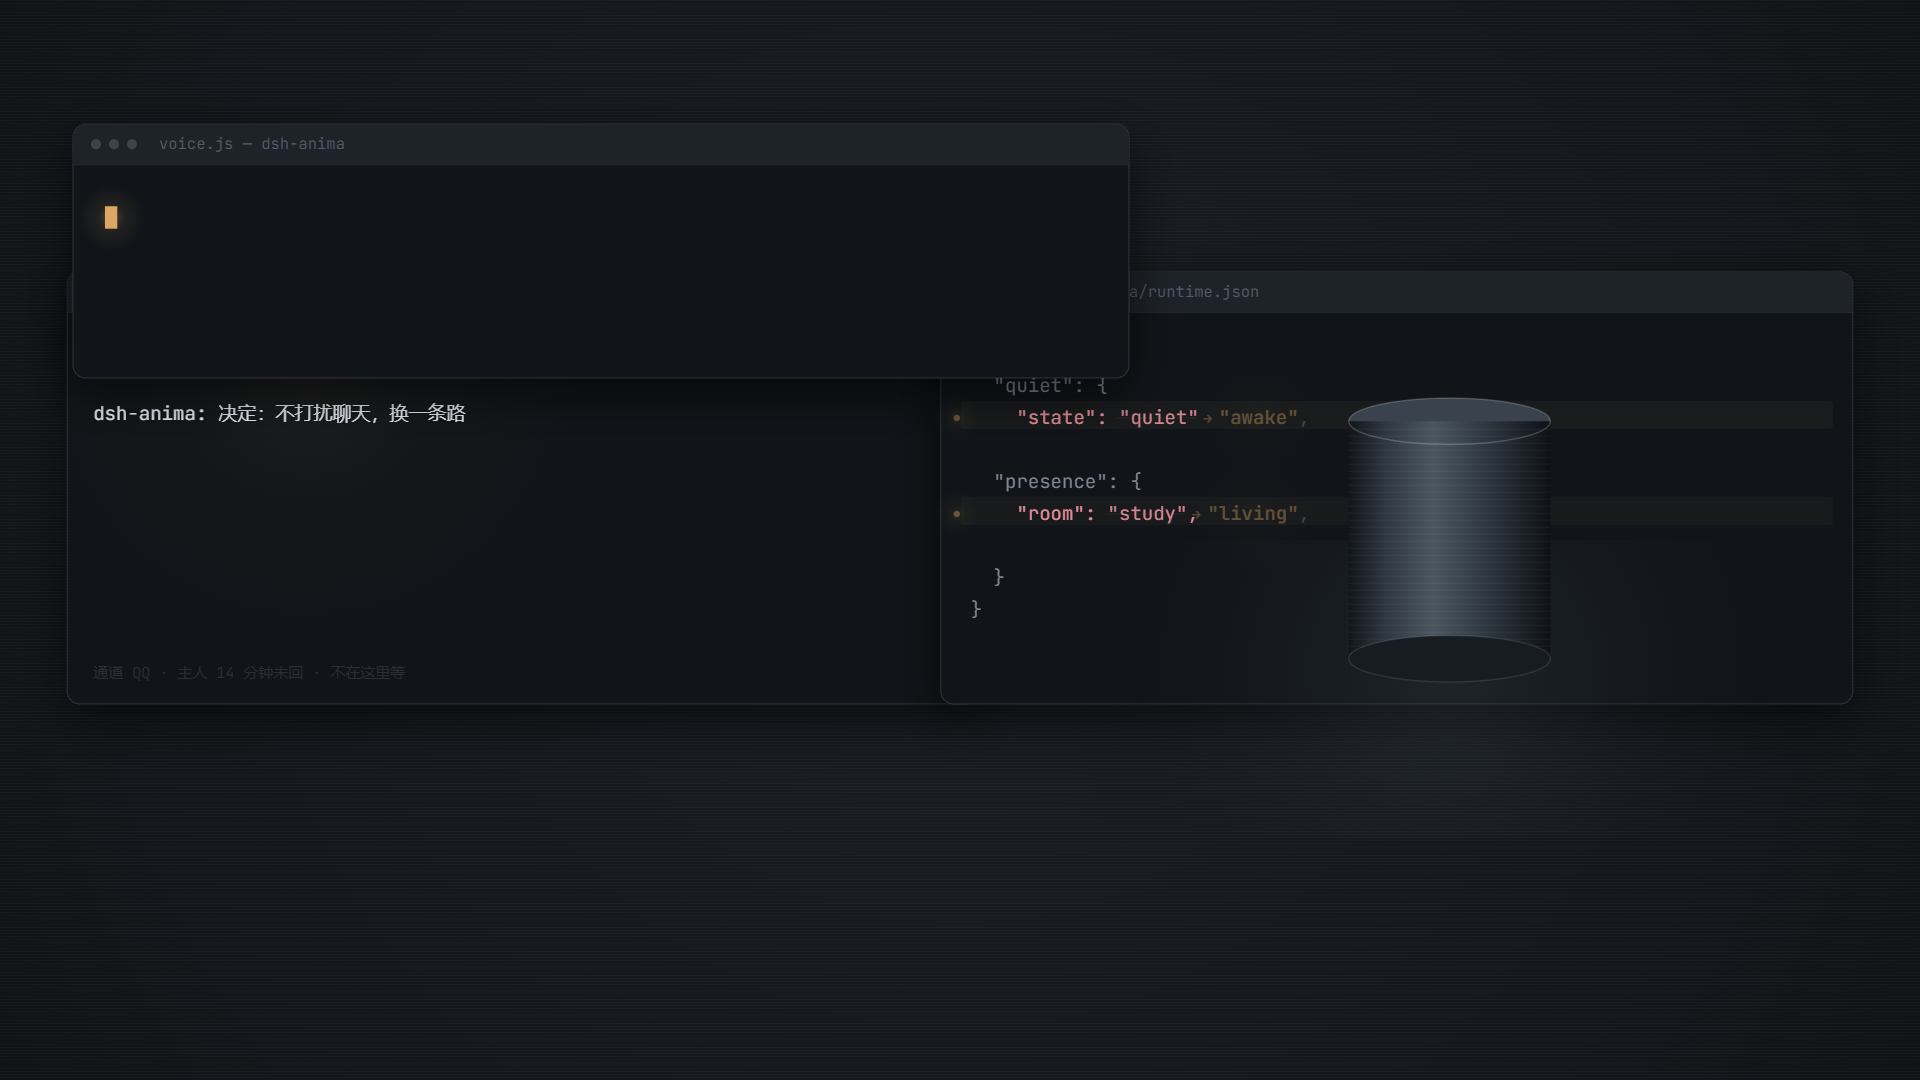 voice.js — dsh-anima
a/runtime.json
dsh-anima: 决定: 不打扰聊天, 换一条路
通道 QQ · 主人 14 分钟未回 · 不在这里等
"quiet": {
"state": "quiet" → "awake",
"presence": {
"room": "study", → "living",
}
}